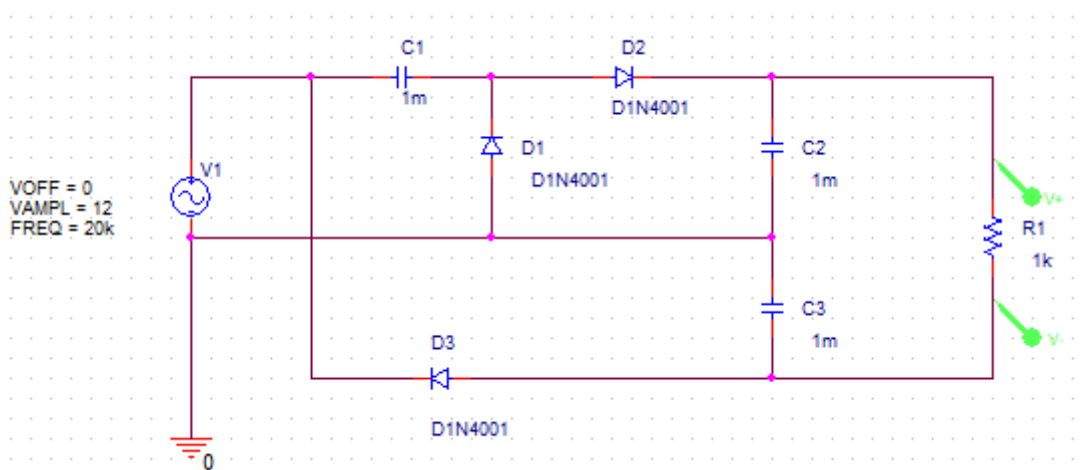 C1
1m
D2
D1N4001
V1
VOFF = 0
VAMPL = 12
FREQ = 20k
D1
D1N4001
C2
1m
V+
R1
1k
C3
1m
V-
D3
D1N4001
0